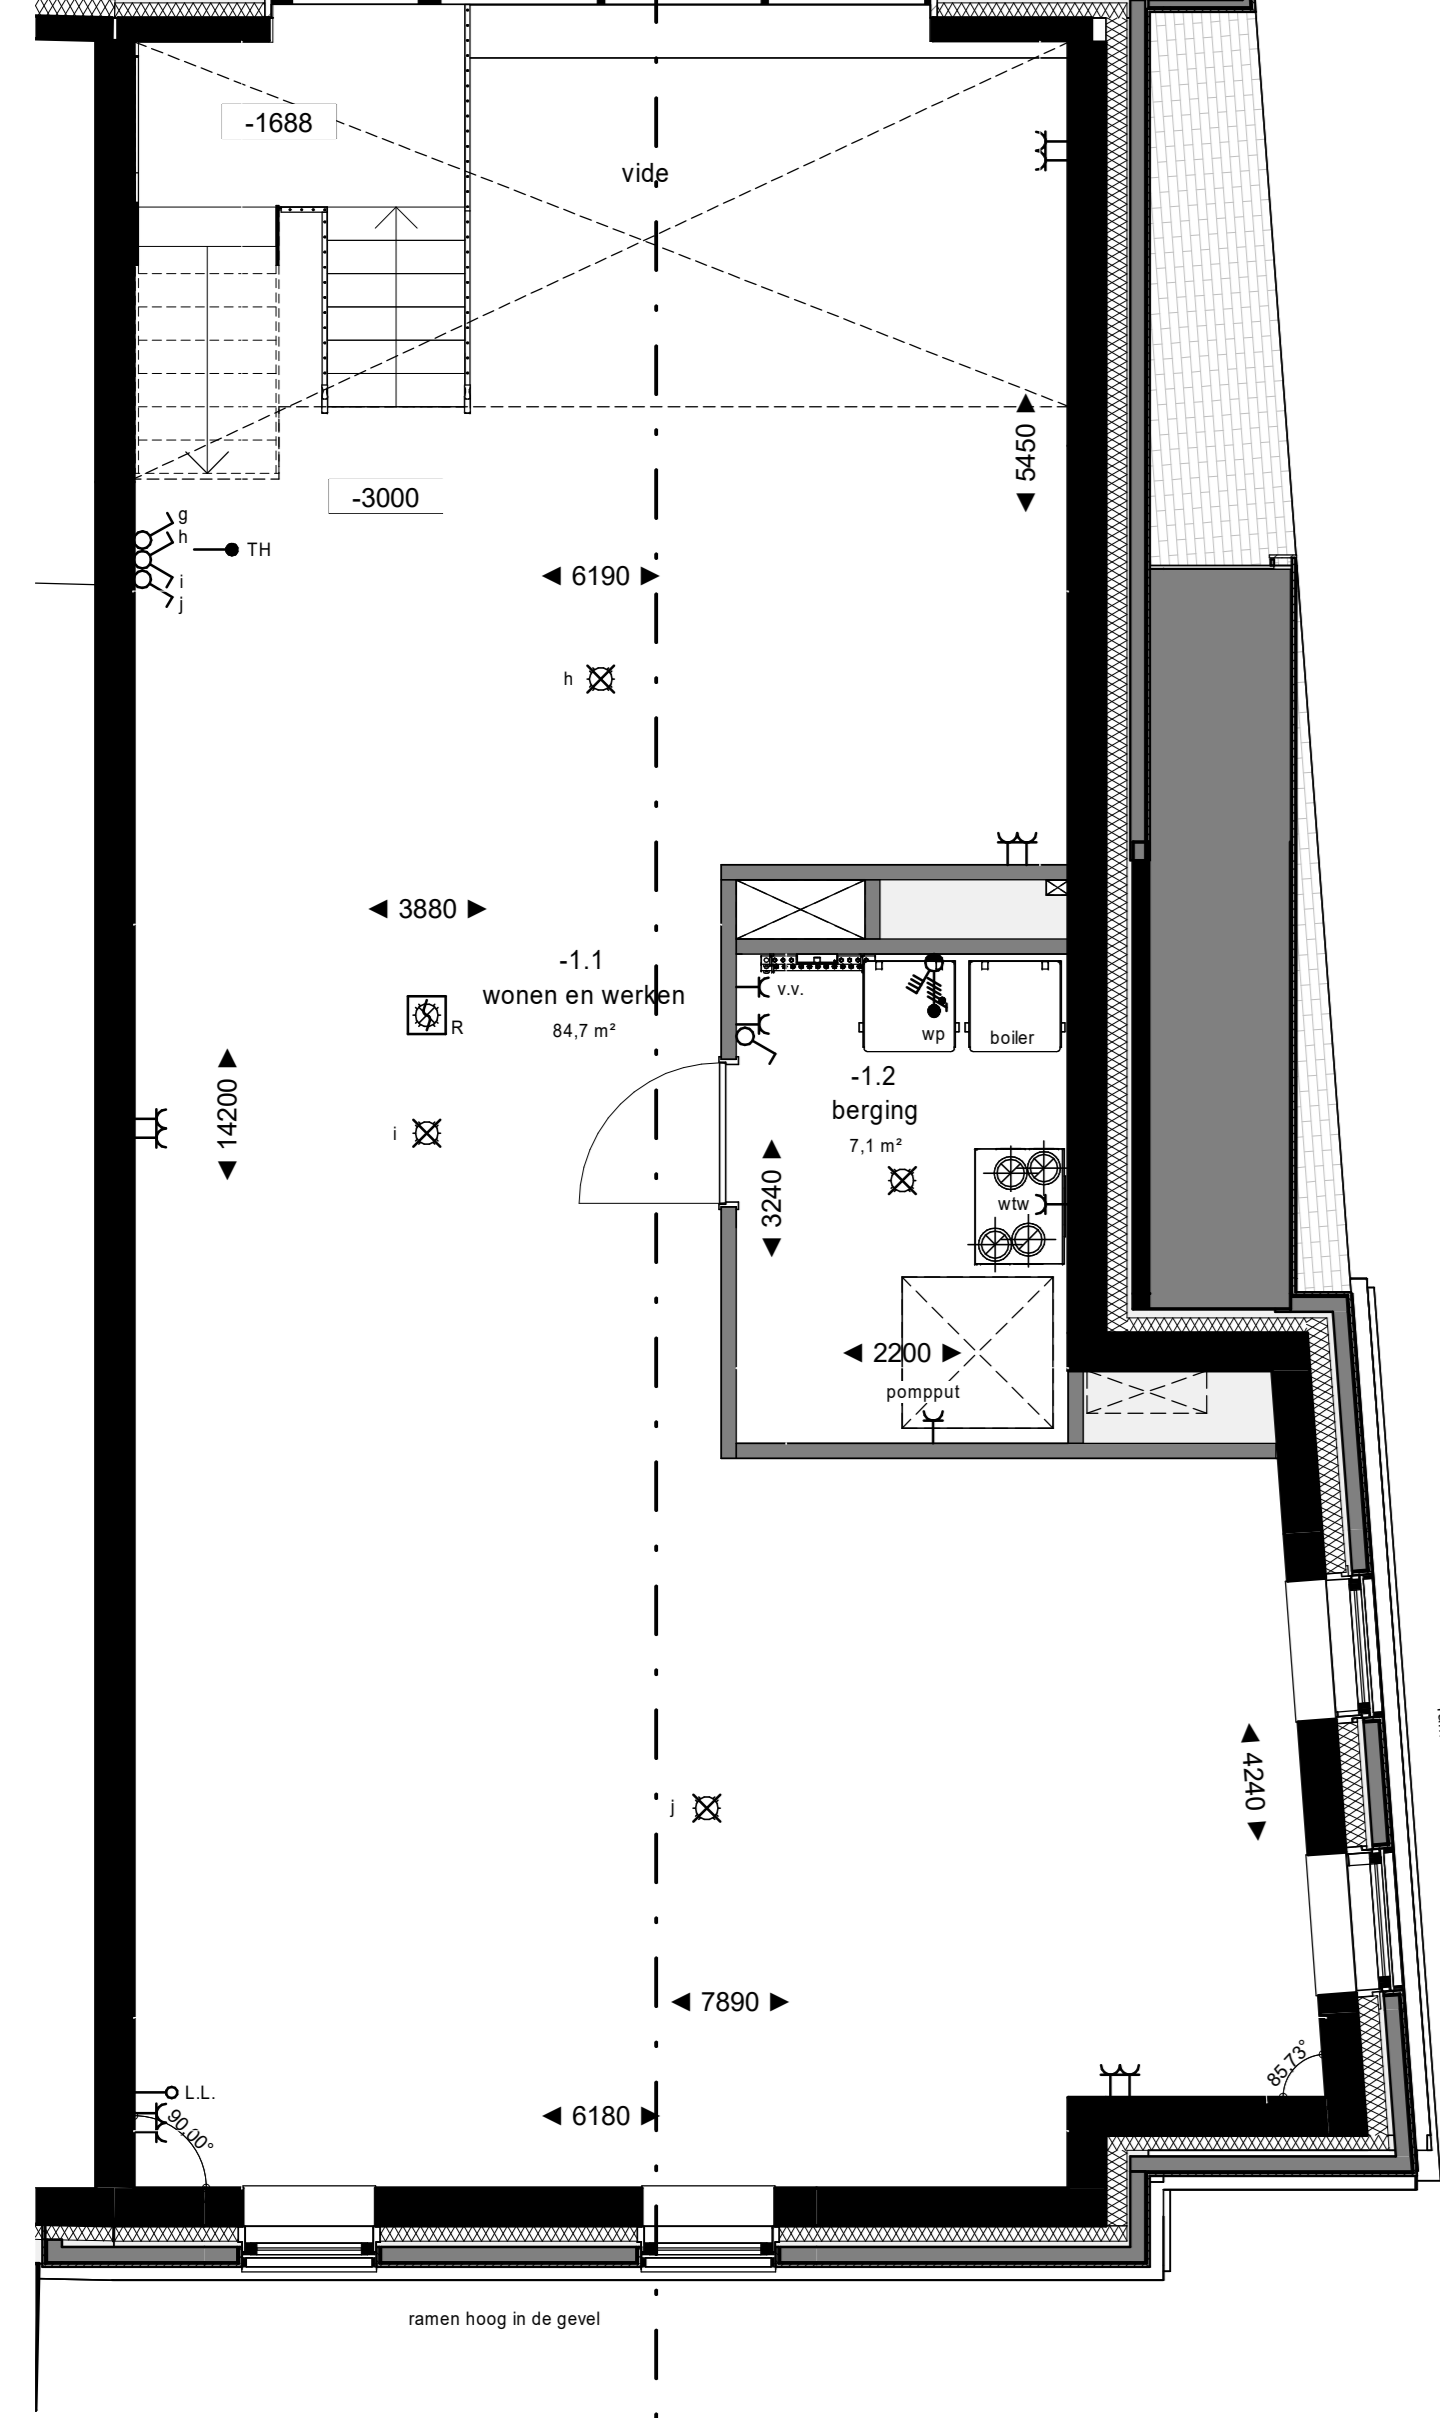 -1688
vide
5450
-3000
g
h
TH
i
j
6190
h
3880
-1.1
wonen en werken
84,7 m²
R
v.v.
wp
boiler
-1.2
berging
7,1 m²
14200
i
3240
wtw
2200
pompput
4240
j
7890
85,73°
L.L.
90,00°
6180
ramen hoog in de gevel